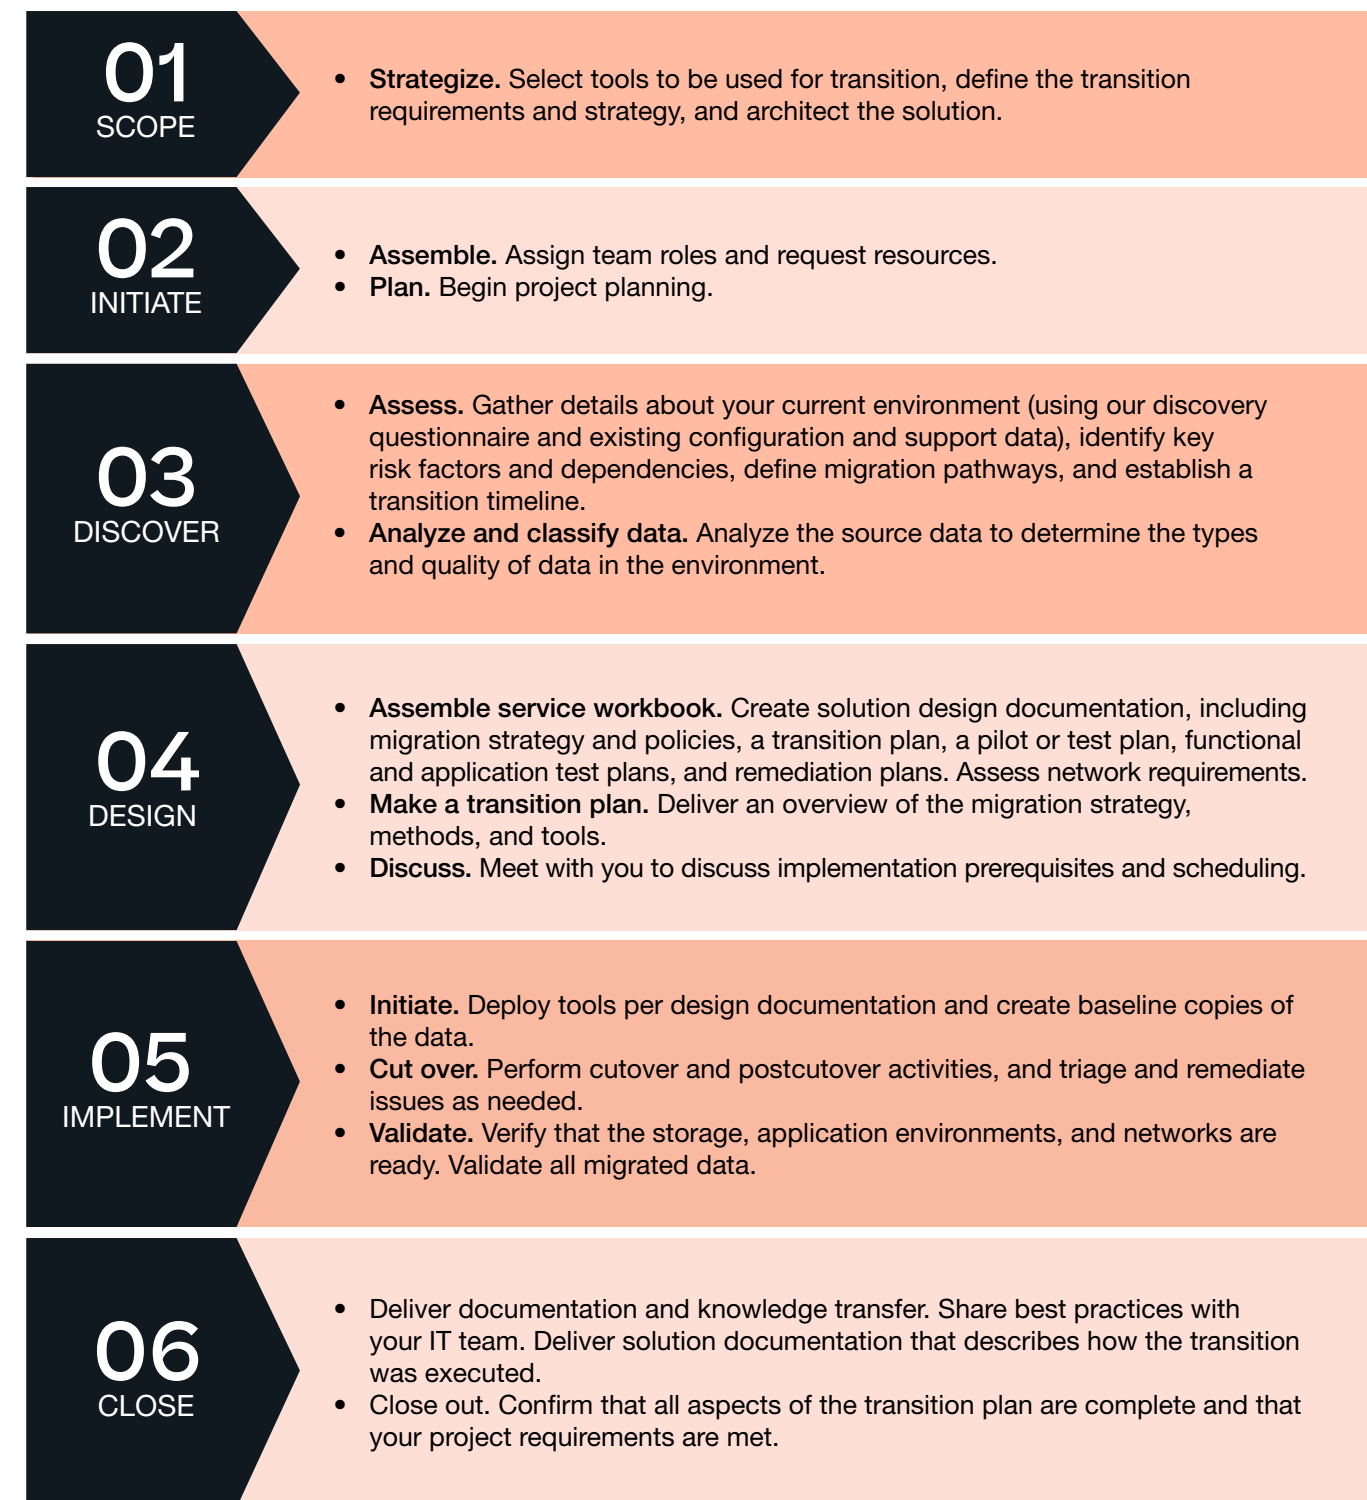 01
SCOPE
• Strategize. Select tools to be used for transition, define the transition
requirements and strategy, and architect the solution.
02
INITIATE
• Assemble. Assign team roles and request resources.
• Plan. Begin project planning.
03
DISCOVER
• Assess. Gather details about your current environment (using our discovery
questionnaire and existing configuration and support data), identify key
risk factors and dependencies, define migration pathways, and establish a
transition timeline.
• Analyze and classify data. Analyze the source data to determine the types
and quality of data in the environment.
04
DESIGN
• Assemble service workbook. Create solution design documentation, including
migration strategy and policies, a transition plan, a pilot or test plan, functional
and application test plans, and remediation plans. Assess network requirements.
• Make a transition plan. Deliver an overview of the migration strategy,
methods, and tools.
• Discuss. Meet with you to discuss implementation prerequisites and scheduling.
05
IMPLEMENT
• Initiate. Deploy tools per design documentation and create baseline copies of
the data.
• Cut over. Perform cutover and postcutover activities, and triage and remediate
issues as needed.
• Validate. Verify that the storage, application environments, and networks are
ready. Validate all migrated data.
06
CLOSE
• Deliver documentation and knowledge transfer. Share best practices with
your IT team. Deliver solution documentation that describes how the transition
was executed.
• Close out. Confirm that all aspects of the transition plan are complete and that
your project requirements are met.